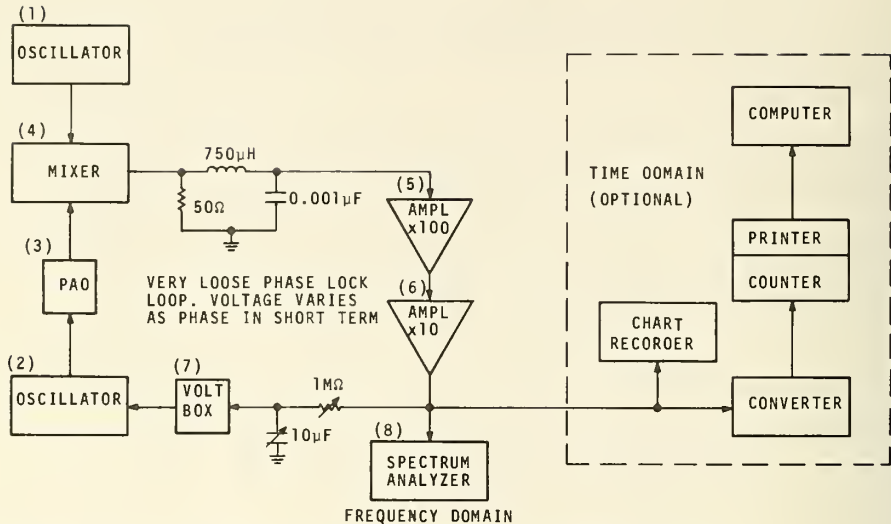 (1)
OSCILLATOR
(4)
MIXER
750μH
50Ω
0.001μF
(3)
PAO
VERY LOOSE PHASE LOCK
LOOP. VOLTAGE VARIES
AS PHASE IN SHORT TERM
(5)
AMPL
x100
(6)
AMPL
x10
(2)
OSCILLATOR
(7)
VOLT
BOX
1MΩ
10μF
(8)
SPECTRUM
ANALYZER
FREQUENCY DOMAIN
TIME OOMAIN
(OPTIONAL)
COMPUTER
PRINTER
COUNTER
CHART
RECOROER
CONVERTER